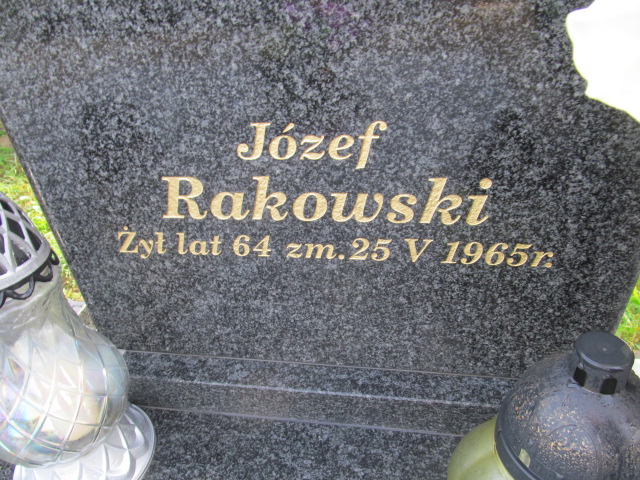 Józef
Rakowski
Żył lat 64 zm. 25 V 1965r.